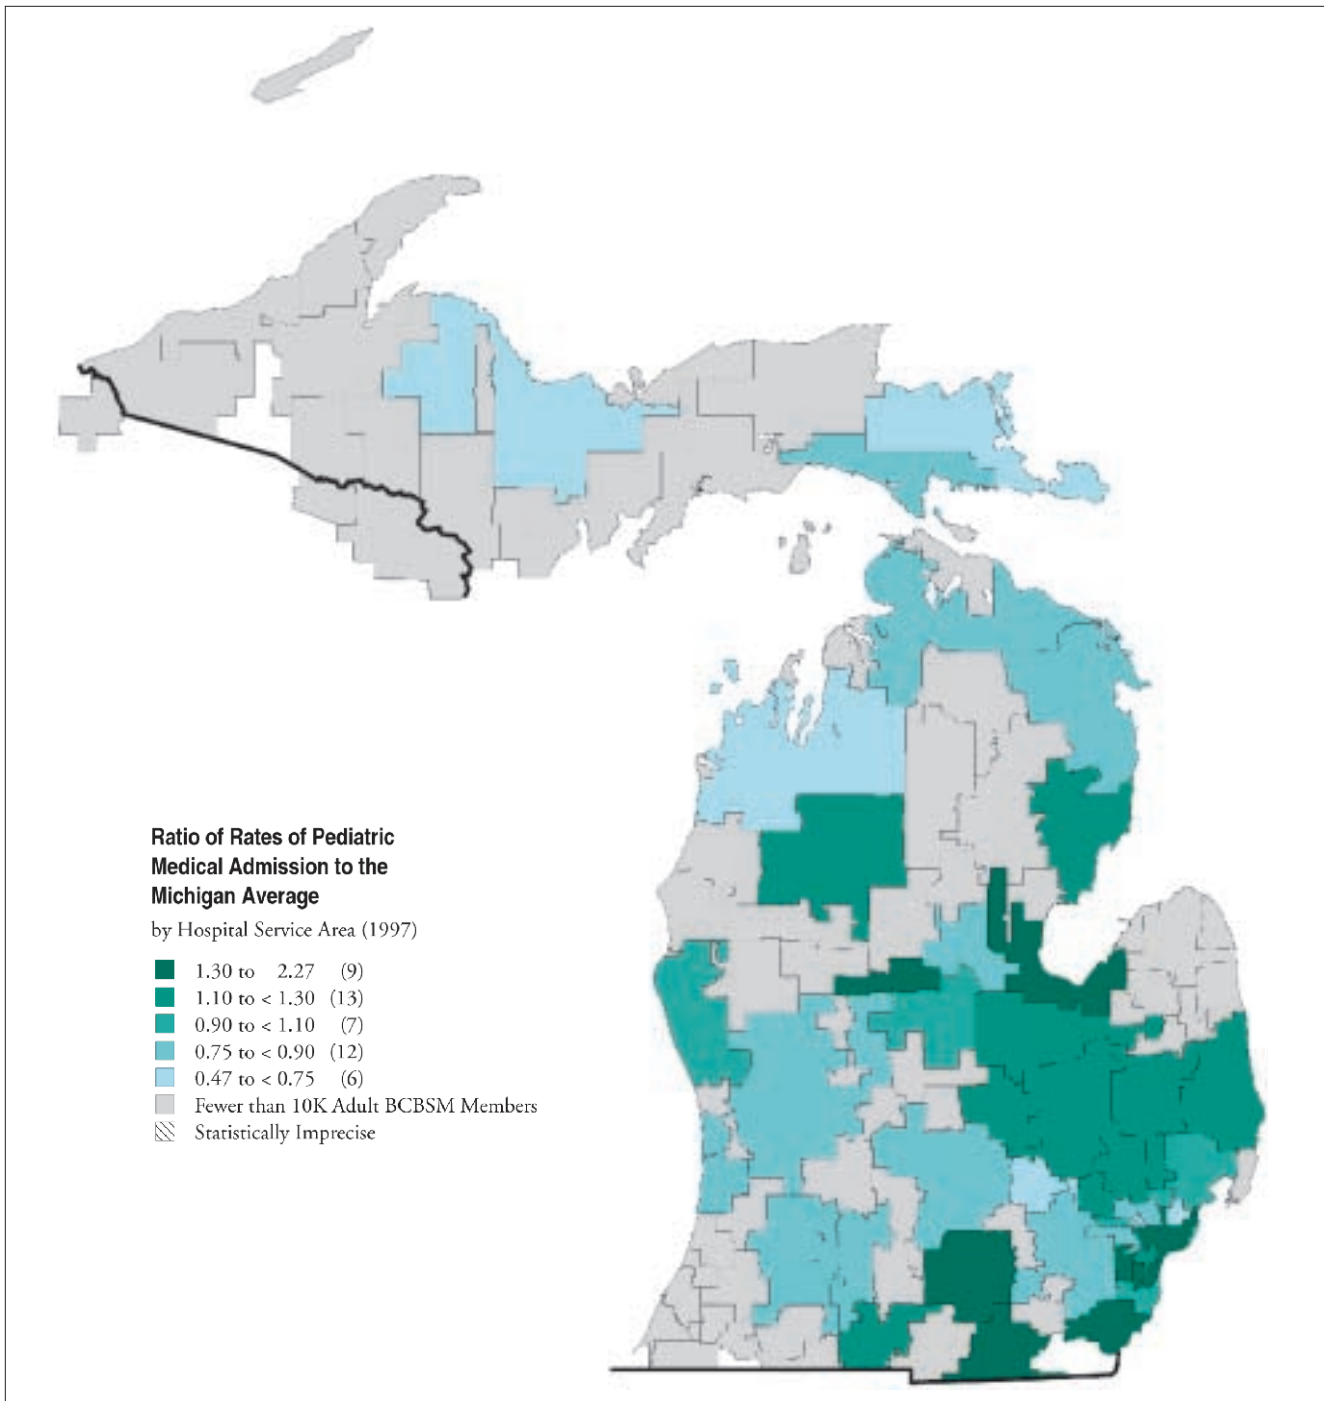 Ratio of Rates of Pediatric
Medical Admission to the
Michigan Average
by Hospital Service Area (1997)
1.30 to 2.27 (9)
1.10 to < 1.30 (13)
0.90 to < 1.10 (7)
0.75 to < 0.90 (12)
0.47 to < 0.75 (6)
Fewer than 10K Adult BCBSM Members
Statistically Imprecise